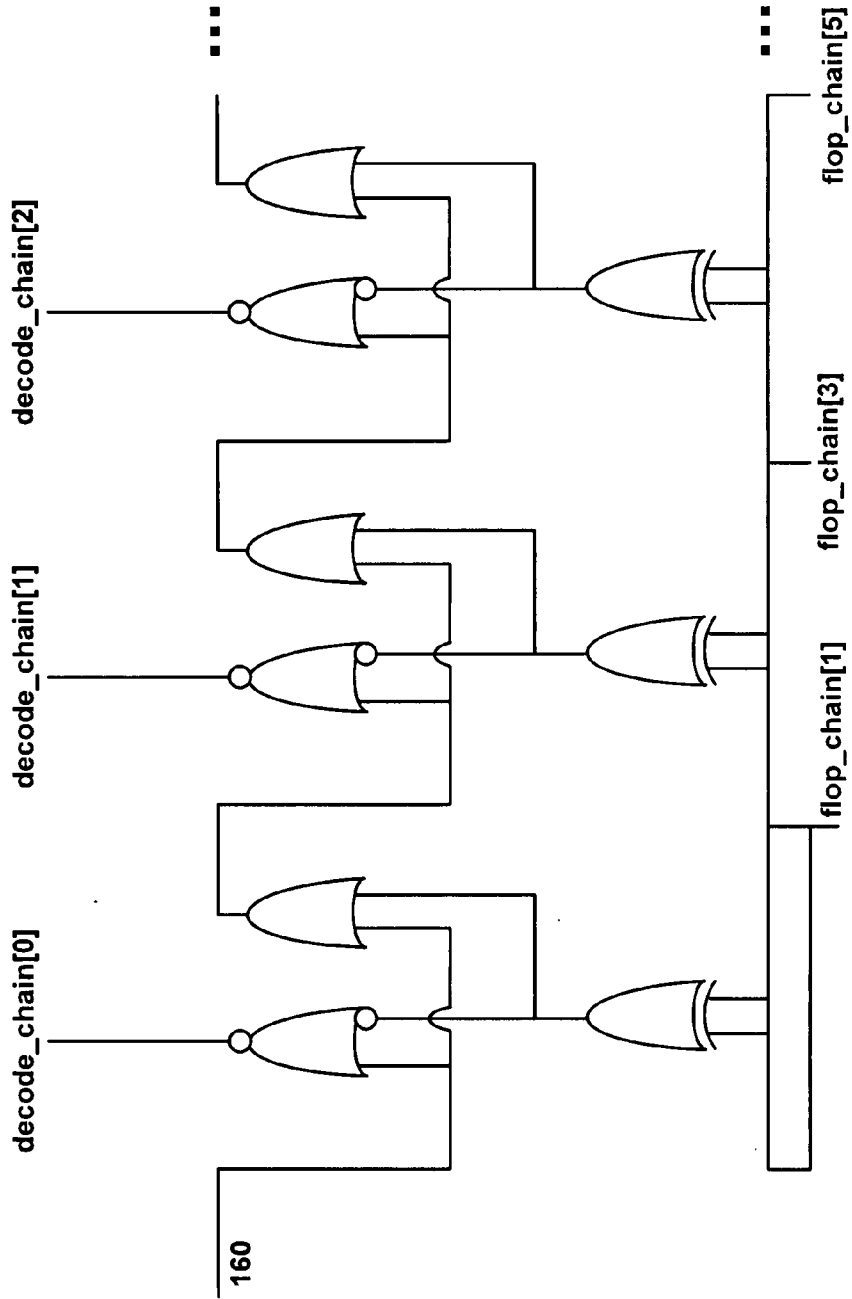 decode_chain[0]
decode_chain[1]
decode_chain[2]
160
flop_chain[1]
flop_chain[3]
flop_chain[5]